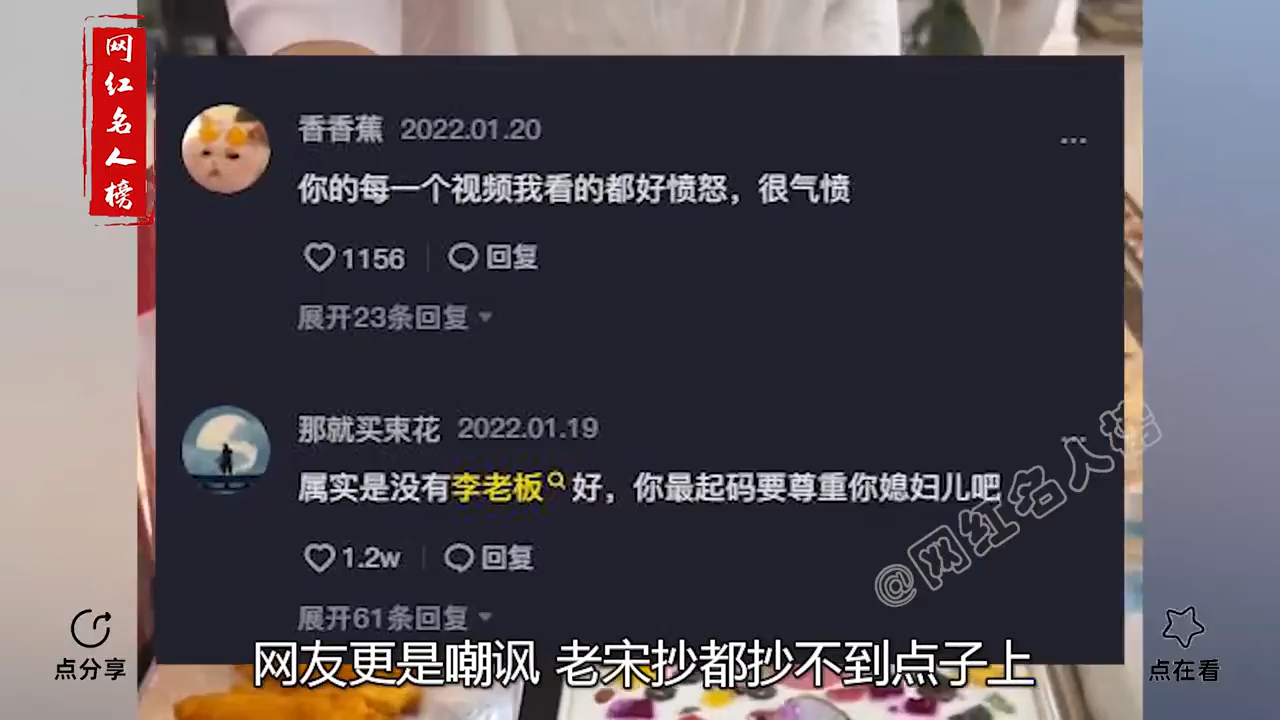 网红名人榜
香香蕉 2022.01.20
...
你的每一个视频我看的都好愤怒，很气愤
1156 回复
展开23条回复
那就买束花 2022.01.19
...
属实是没有李老板好，你最起码要尊重你媳妇儿吧
1.2w 回复
展开61条回复
@网红名人榜
点分享
点在看
网友更是嘲讽 老宋抄都抄不到点子上